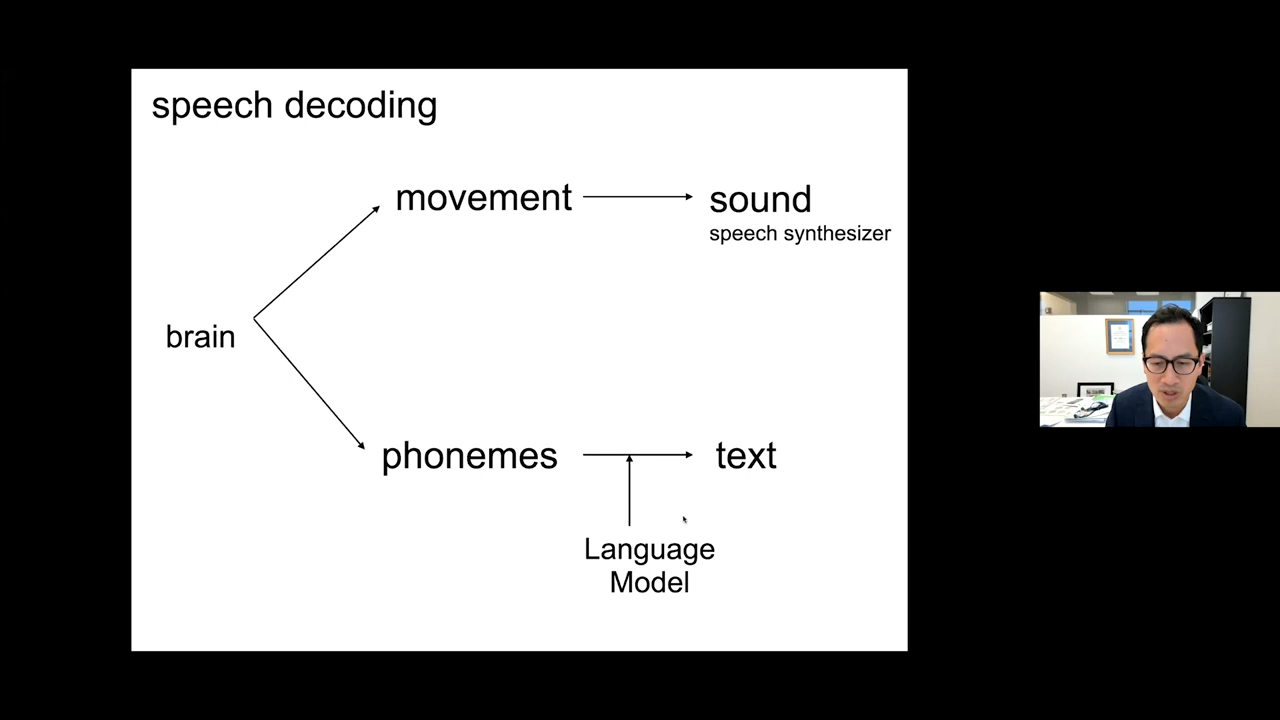 speech decoding
movement
sound
speech synthesizer
brain
phonemes
text
Language
Model